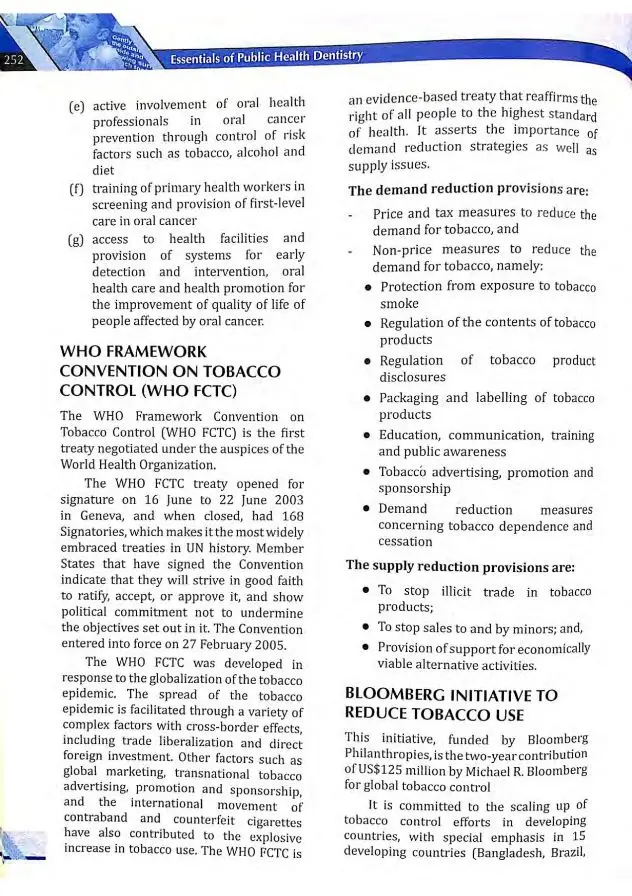 252
Essentials of Public Health Dentistry
(e) active involvement of oral health
professionals in oral cancer
prevention through control of risk
factors such as tobacco, alcohol and
diet
(f) training of primary health workers in
screening and provision of first-level
care in oral cancer
(g) access to health facilities and
provision of systems for early
detection and intervention, oral
health care and health promotion for
the improvement of quality of life of
people affected by oral cancer.
WHO FRAMEWORK
CONVENTION ON TOBACCO
CONTROL (WHO FCTC)
The WHO Framework Convention on
Tobacco Control (WHO FCTC) is the first
treaty negotiated under the auspices of the
World Health Organization.
The WHO FCTC treaty opened for
signature on 16 June to 22 June 2003
in Geneva, and when closed, had 168
Signatories, which makes it the most widely
embraced treaties in UN history. Member
States that have signed the Convention
indicate that they will strive in good faith
to ratify, accept, or approve it, and show
political commitment not to undermine
the objectives set out in it. The Convention
entered into force on 27 February 2005.
The WHO FCTC was developed in
response to the globalization of the tobacco
epidemic. The spread of the tobacco
epidemic is facilitated through a variety of
complex factors with cross-border effects,
including trade liberalization and direct
foreign investment. Other factors such as
global marketing, transnational tobacco
advertising, promotion and sponsorship,
and the international movement of
contraband and counterfeit cigarettes
have also contributed to the explosive
increase in tobacco use. The WHO FCTC is
an evidence-based treaty that reaffirms the
right of all people to the highest standard
of health. It asserts the importance of
demand reduction strategies as well as
supply issues.
The demand reduction provisions are:
- Price and tax measures to reduce the
demand for tobacco, and
- Non-price measures to reduce the
demand for tobacco, namely:
• Protection from exposure to tobacco
smoke
• Regulation of the contents of tobacco
products
• Regulation of tobacco product
disclosures
• Packaging and labelling of tobacco
products
• Education, communication, training
and public awareness
• Tobacco advertising, promotion and
sponsorship
• Demand reduction measures
concerning tobacco dependence and
cessation
The supply reduction provisions are:
• To stop illicit trade in tobacco
products;
• To stop sales to and by minors; and,
• Provision of support for economically
viable alternative activities.
BLOOMBERG INITIATIVE TO
REDUCE TOBACCO USE
This initiative, funded by Bloomberg
Philanthropies, is the two-year contribution
of US$125 million by Michael R. Bloomberg
for global tobacco control
It is committed to the scaling up of
tobacco control efforts in developing
countries, with special emphasis in 15
developing countries (Bangladesh, Brazil,